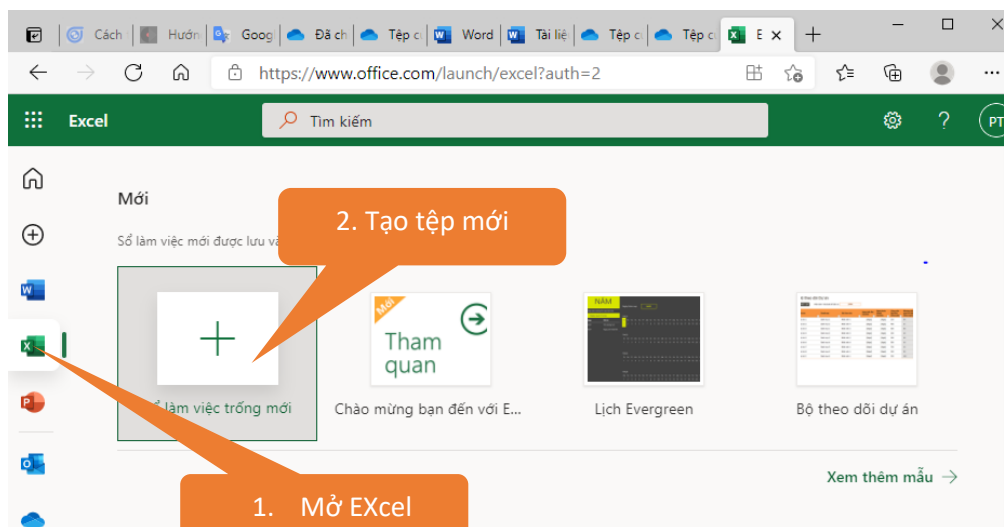 Cách
Hướn
Goog
Đã ch
Tệp c
Word
Tài liệ
Tệp c
Tệp c
E
https://www.office.com/launch/excel?auth=2
Excel
Tìm kiếm
PT
Mới
2. Tạo tệp mới
Sổ làm việc mới được lưu và
NĂM
Mới
Tham
quan
Sổ làm việc trống mới
Chào mừng bạn đến với E...
Lịch Evergreen
Bộ theo dõi dự án
Xem thêm mẫu →
1. Mở EXcel